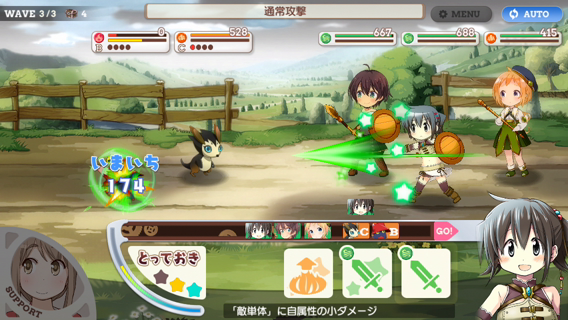 WAVE 3/3 4
通常攻撃
MENU
AUTO
0
B
528
C
667
688
415
いまいち
174
C
B
GO!
とっておき
SUPPORT
「敵単体」に自属性の小ダメージ